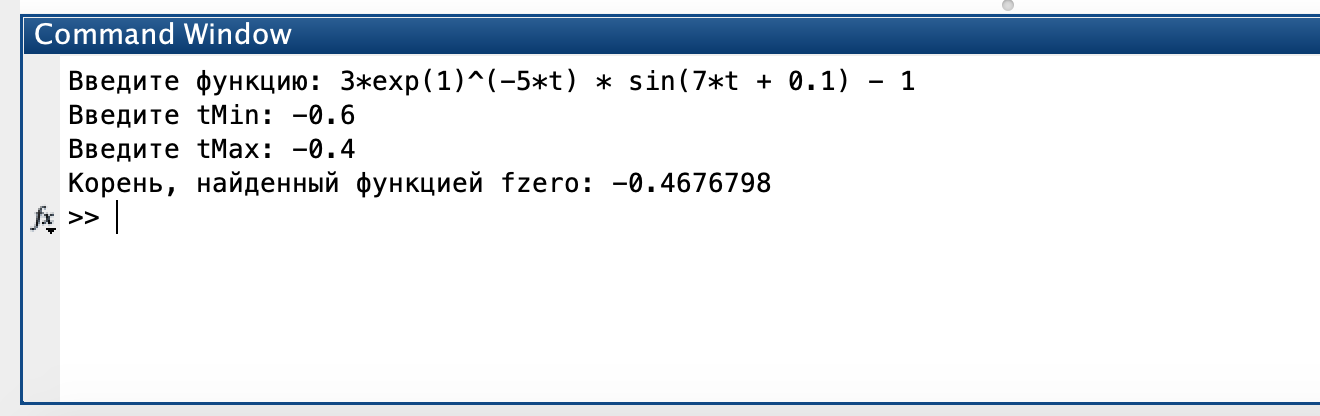 Command Window
Введите функцию: 3*exp(1)^(-5*t) * sin(7*t + 0.1) - 1
Введите tMin: -0.6
Введите tMax: -0.4
Корень, найденный функцией fzero: -0.4676798
fx >>